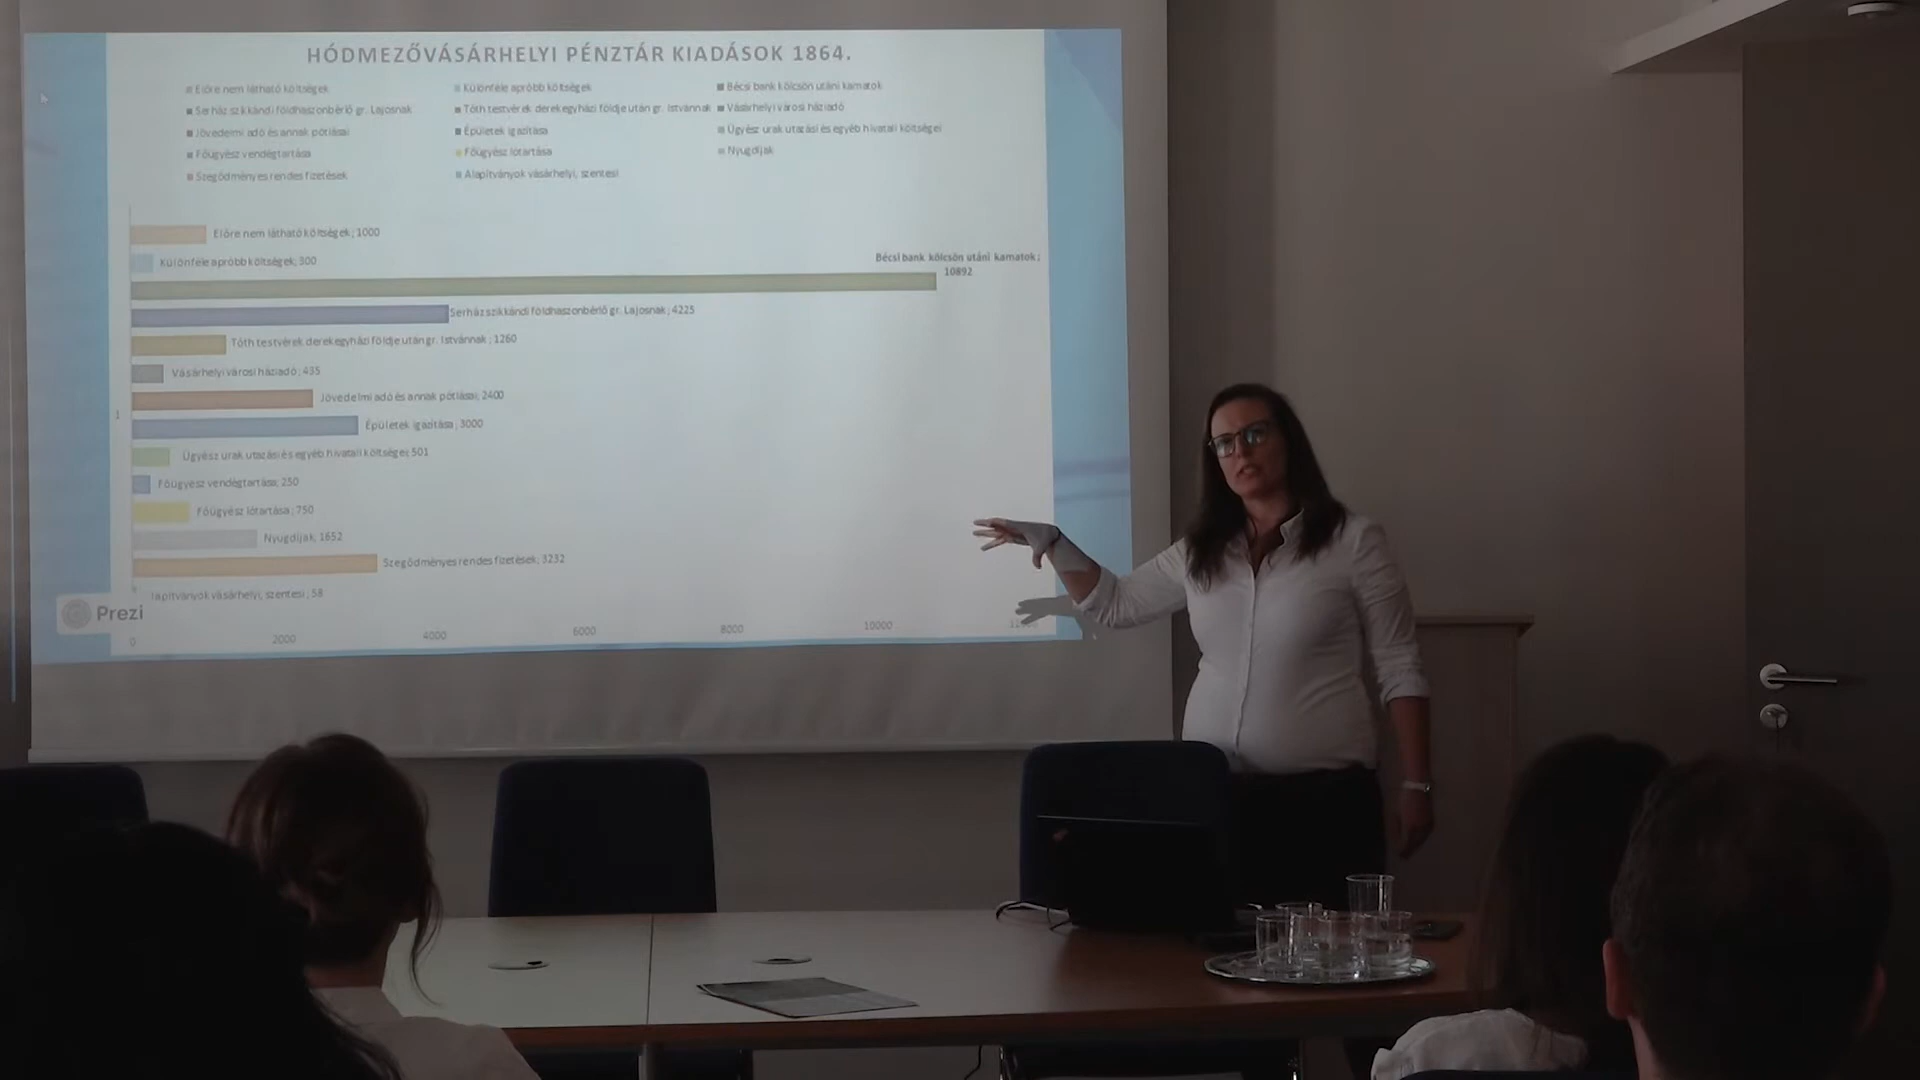 HÓDMEZŐVÁSÁRHELYI PÉNZTÁR KIADÁSOK 1864.
Előre nem látható költségek
Különféle apróbb költségek
Bécsi bank kölcsön utáni kamatok
Serház szikkándi földhaszonbérlő gr. Lajosnak
Tóth testvérek derekegyházi földje után gr. Istvánnak
Vásárhelyi városi háziadó
Jövedelmi adó és annak pótlásai
Épületek igazítása
Ügyész urak utazási és egyéb hivatali költségei
Főügyész vendégtartása
Főügyész lótartása
Nyugdíjak
Szegődményes rendes fizetések
Alapítványok vásárhelyi, szentesi
Előre nem látható költségek; 1000
Különféle apróbb költségek; 300
Bécsi bank kölcsön utáni kamatok;
10892
Serház szikkándi földhaszonbérlő gr. Lajosnak; 4225
Tóth testvérek derekegyházi földje után gr. Istvánnak; 1260
Vásárhelyi városi háziadó; 435
Jövedelmi adó és annak pótlásai; 2400
1
Épületek igazítása; 3000
Ügyész urak utazási és egyéb hivatali költségei; 501
Főügyész vendégtartása; 250
Főügyész lótartása; 750
Nyugdíjak; 1652
Szegődményes rendes fizetések; 3232
lapítványok vásárhelyi, szentesi; 58
Prezi
0 2000 4000 6000 8000 10000